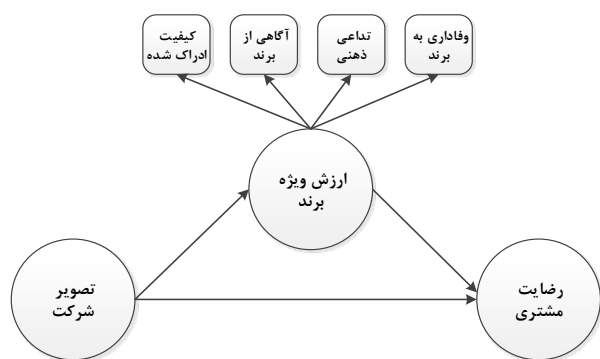 وفاداری به
برند
تداعی
ذهنی
آگاهی از
برند
کیفیت
ادراک شده
ارزش ویژه
برند
رضایت
مشتری
تصویر
شرکت